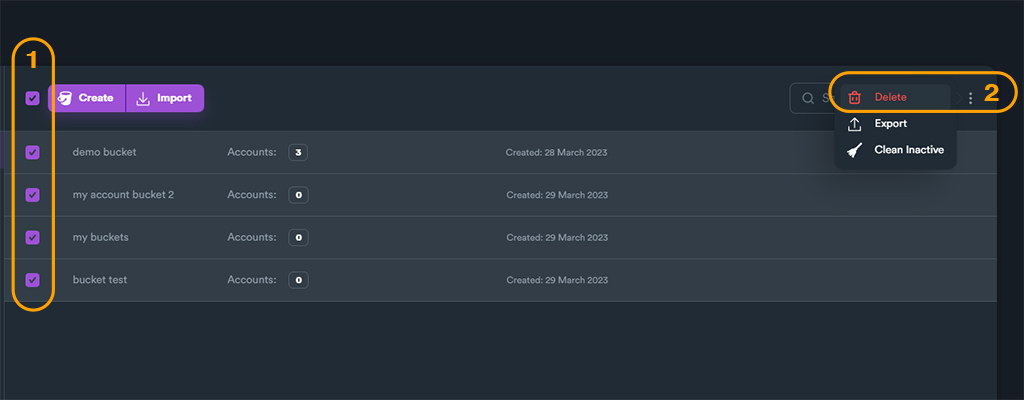 1
Create Import
Delete 2
Export
Clean Inactive
demo bucket Accounts: 3 Created: 28 March 2023
my account bucket 2 Accounts: 0 Created: 29 March 2023
my buckets Accounts: 0 Created: 29 March 2023
bucket test Accounts: 0 Created: 29 March 2023